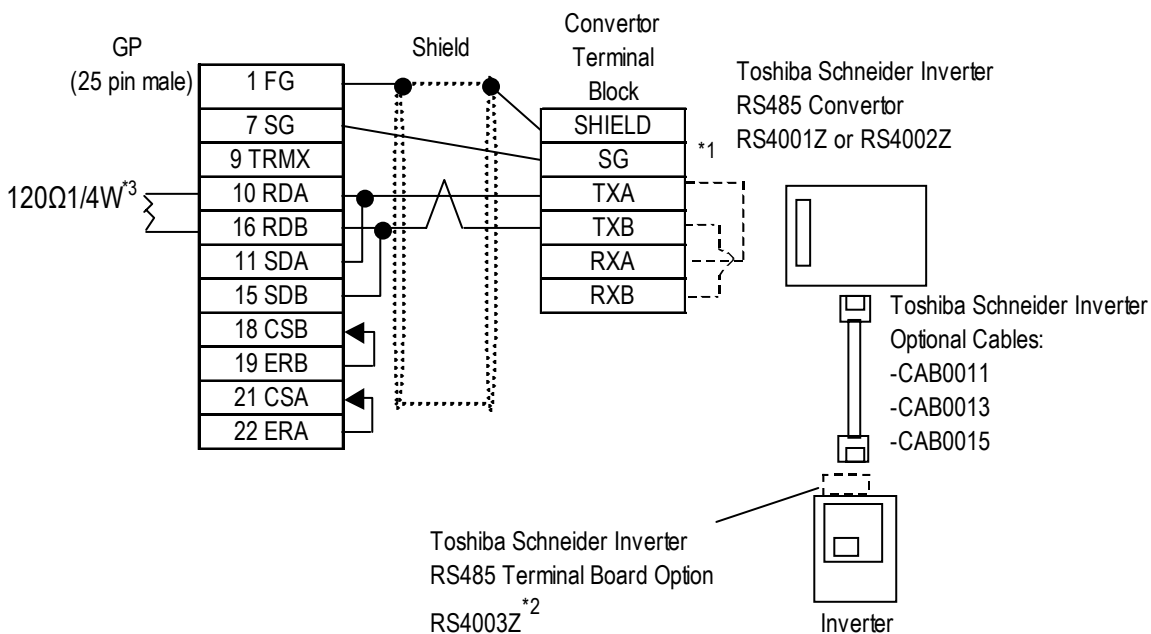 GP
(25 pin male)
1 FG
7 SG
9 TRMX
10 RDA
16 RDB
11 SDA
15 SDB
18 CSB
19 ERB
21 CSA
22 ERA
120Ω1/4W*3
Shield
Convertor
Terminal
Block
SHIELD
SG
TXA
TXB
RXA
RXB
*1
Toshiba Schneider Inverter
RS485 Convertor
RS4001Z or RS4002Z
Toshiba Schneider Inverter
Optional Cables:
-CAB0011
-CAB0013
-CAB0015
Toshiba Schneider Inverter
RS485 Terminal Board Option
RS4003Z*2
Inverter